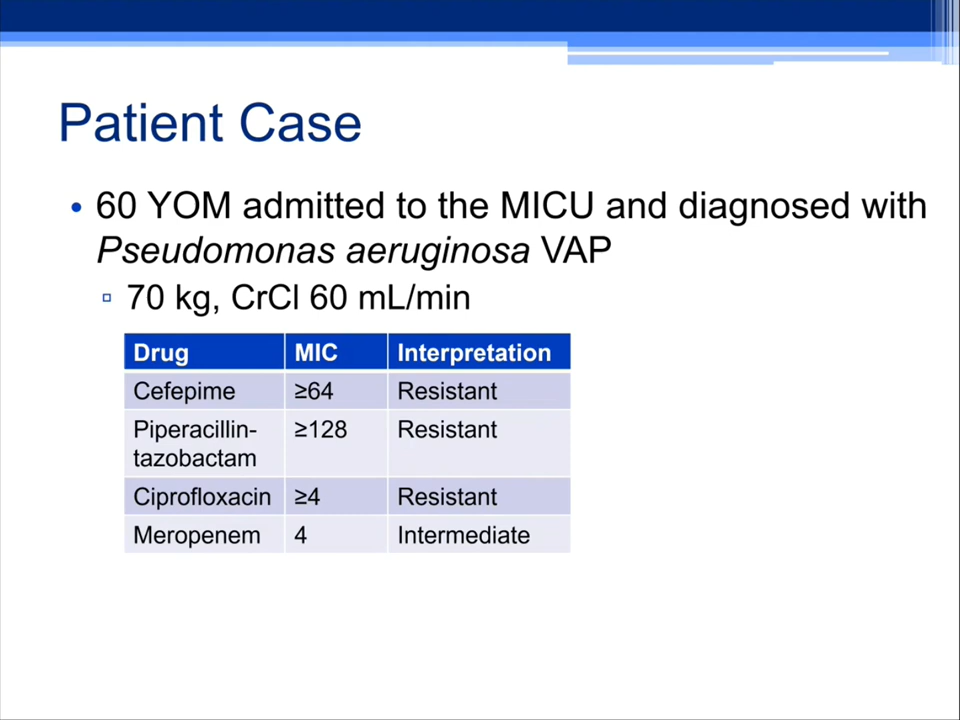 Patient Case
• 60 YOM admitted to the MICU and diagnosed with
Pseudomonas aeruginosa VAP
▫ 70 kg, CrCl 60 mL/min
Drug MIC Interpretation
Cefepime ≥64 Resistant
Piperacillin- ≥128 Resistant
tazobactam
Ciprofloxacin ≥4 Resistant
Meropenem 4 Intermediate